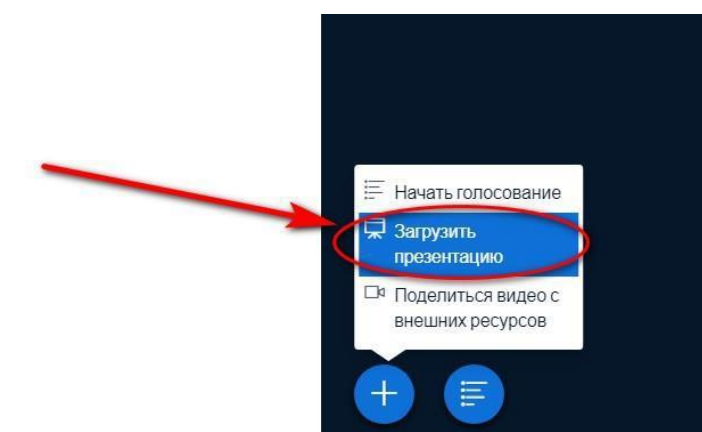 Начать голосование
Загрузить
презентацию
Поделиться видео с
внешних ресурсов